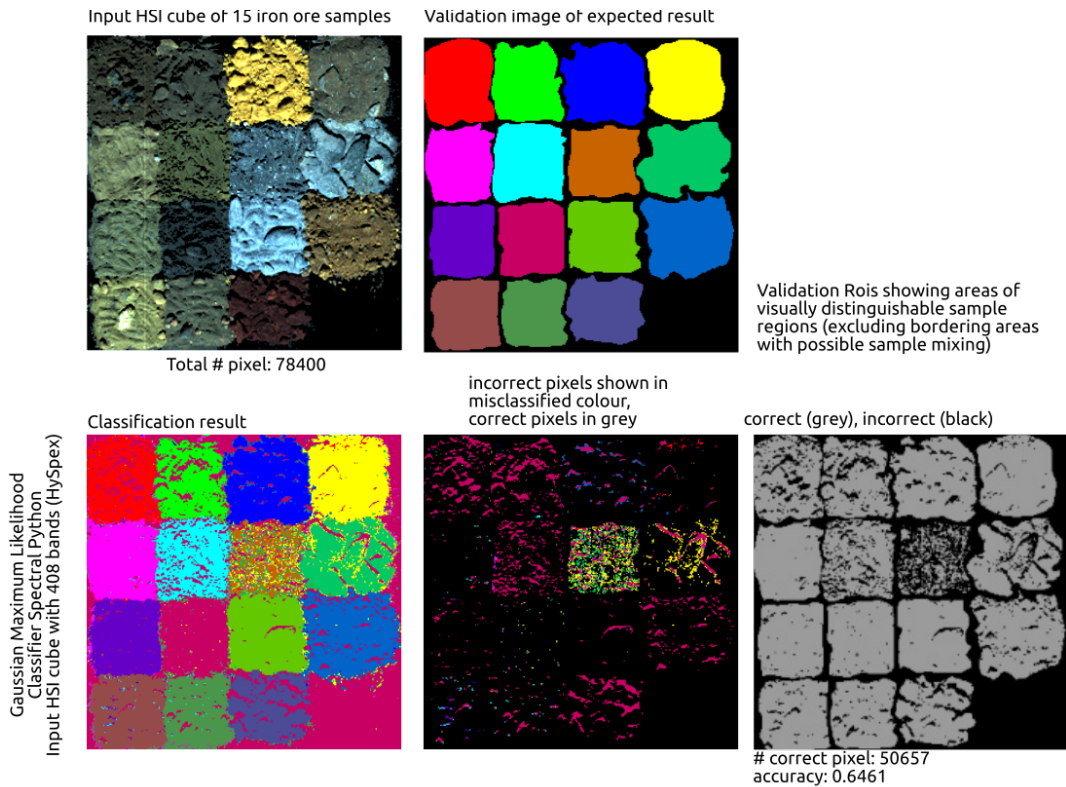 Input HSI cube of 15 iron ore samples
Validation image of expected result
Total # pixel: 78400
Validation Rois showing areas of
visually distinguishable sample
regions (excluding bordering areas
with possible sample mixing)
Classification result
incorrect pixels shown in
misclassified colour,
correct pixels in grey
correct (grey), incorrect (black)
Gaussian Maximum Likelihood
Classifier Spectral Python
Input HSI cube with 408 bands (HySpex)
# correct pixel: 50657
accuracy: 0.6461